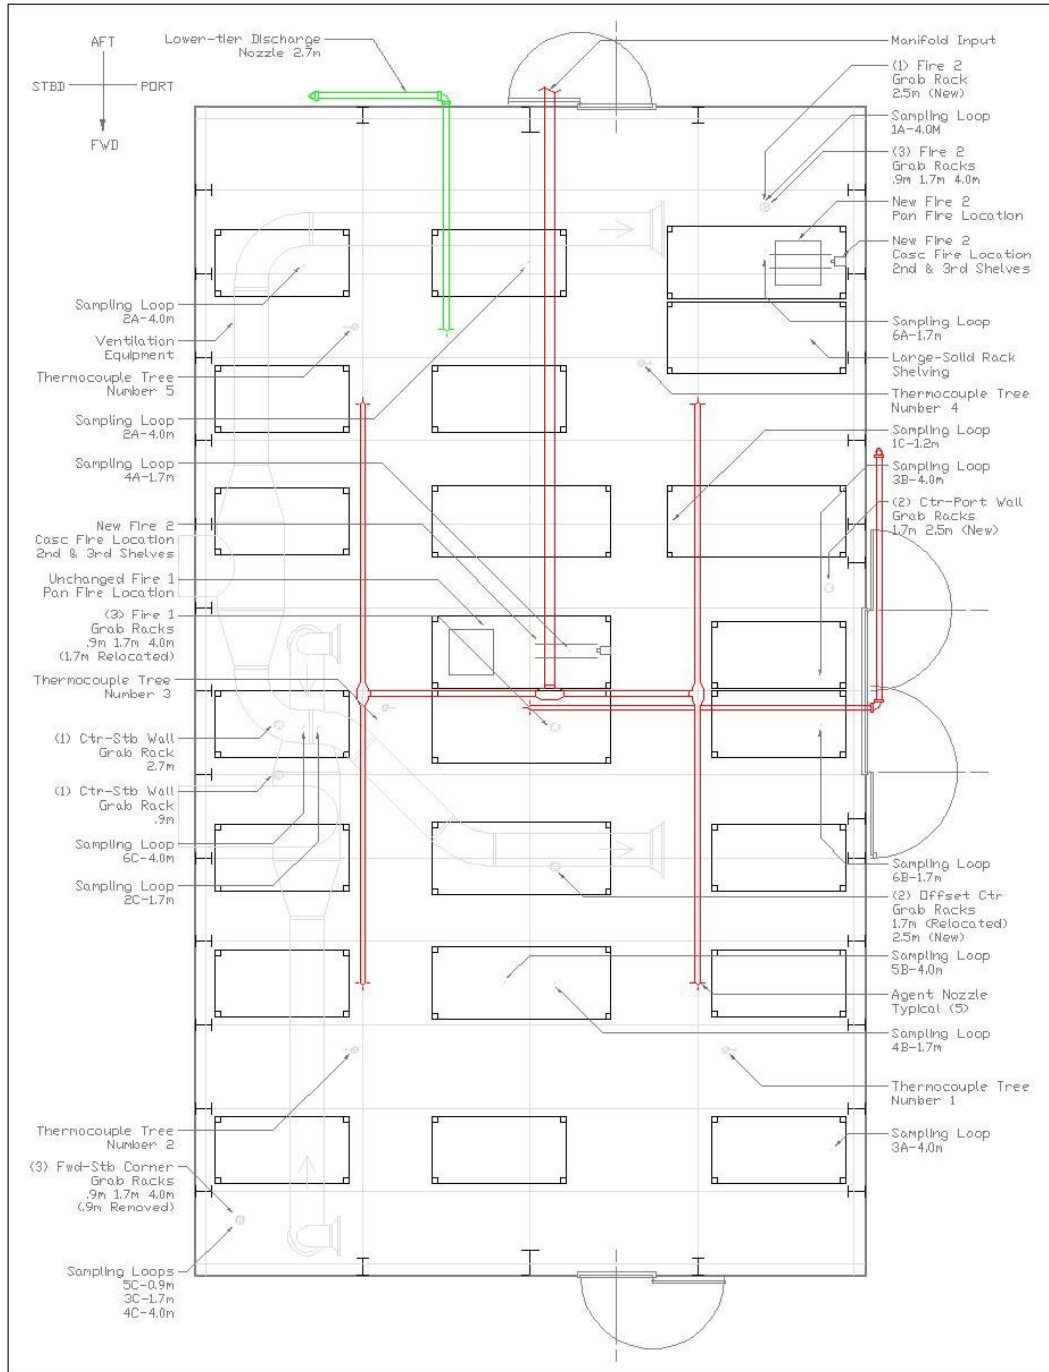 AFT
STBD
PORT
FWD
Lower-tier Discharge
Nozzle 2.7m
Sampling Loop
2A-4.0m
Ventilation
Equipment
Thermocouple Tree
Number 5
Sampling Loop
2A-4.0m
Sampling Loop
4A-1.7m
New Fire 2
Casc Fire Location
2nd & 3rd Shelves
Unchanged Fire 1
Pan Fire Location
(3) Fire 1
Grab Racks
.9m 1.7m 4.0m
(1.7m Relocated)
Thermocouple Tree
Number 3
(1) Ctr-Stb Wall
Grab Rack
2.7m
(1) Ctr-Stb Wall
Grab Rack
.9m
Sampling Loop
6C-4.0m
Sampling Loop
2C-1.7m
Thermocouple Tree
Number 2
(3) Fwd-Stb Corner
Grab Racks
.9m 1.7m 4.0m
(.9m Removed)
Sampling Loops
5C-0.9m
3C-1.7m
4C-4.0m
Manifold Input
(1) Fire 2
Grab Rack
2.5m (New)
Sampling Loop
1A-4.0M
(3) Fire 2
Grab Racks
.9m 1.7m 4.0m
New Fire 2
Pan Fire Location
New Fire 2
Casc Fire Location
2nd & 3rd Shelves
Sampling Loop
6A-1.7m
Large-Solid Rack
Shelving
Thermocouple Tree
Number 4
Sampling Loop
1C-1.2m
Sampling Loop
3B-4.0m
(2) Ctr-Port Wall
Grab Racks
1.7m 2.5m (New)
Sampling Loop
6B-1.7m
(2) Offset Ctr
Grab Racks
1.7m (Relocated)
2.5m (New)
Sampling Loop
5B-4.0m
Agent Nozzle
Typical (5)
Sampling Loop
4B-1.7m
Thermocouple Tree
Number 1
Sampling Loop
3A-4.0m